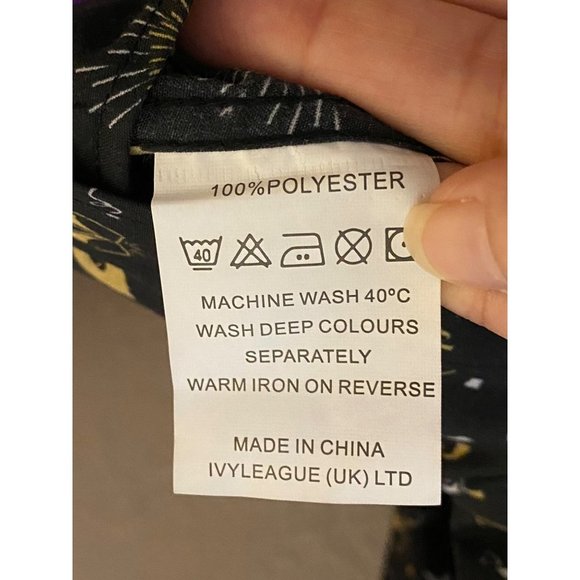 100%POLYESTER
40
MACHINE WASH 40ºC
WASH DEEP COLOURS
SEPARATELY
WARM IRON ON REVERSE
MADE IN CHINA
IVYLEAGUE (UK) LTD